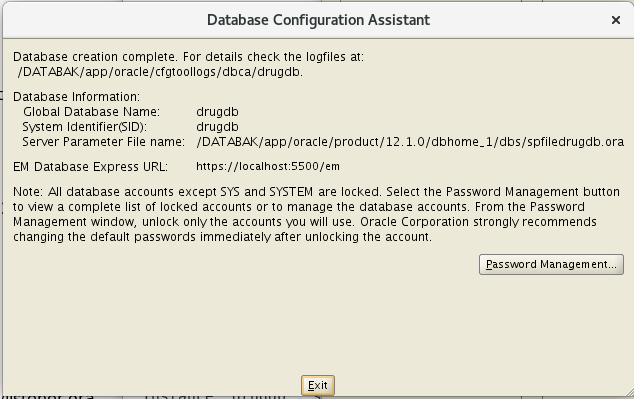 Database Configuration Assistant
Database creation complete. For details check the logfiles at:
/DATABAK/app/oracle/cfgtoollogs/dbca/drugdb.
Database Information:
Global Database Name: drugdb
System Identifier(SID): drugdb
Server Parameter File name: /DATABAK/app/oracle/product/12.1.0/dbhome_1/dbs/spfiledrugdb.ora
EM Database Express URL: https://localhost:5500/em
Note: All database accounts except SYS and SYSTEM are locked. Select the Password Management button
to view a complete list of locked accounts or to manage the database accounts. From the Password
Management window, unlock only the accounts you will use. Oracle Corporation strongly recommends
changing the default passwords immediately after unlocking the account.
Password Management...
Exit